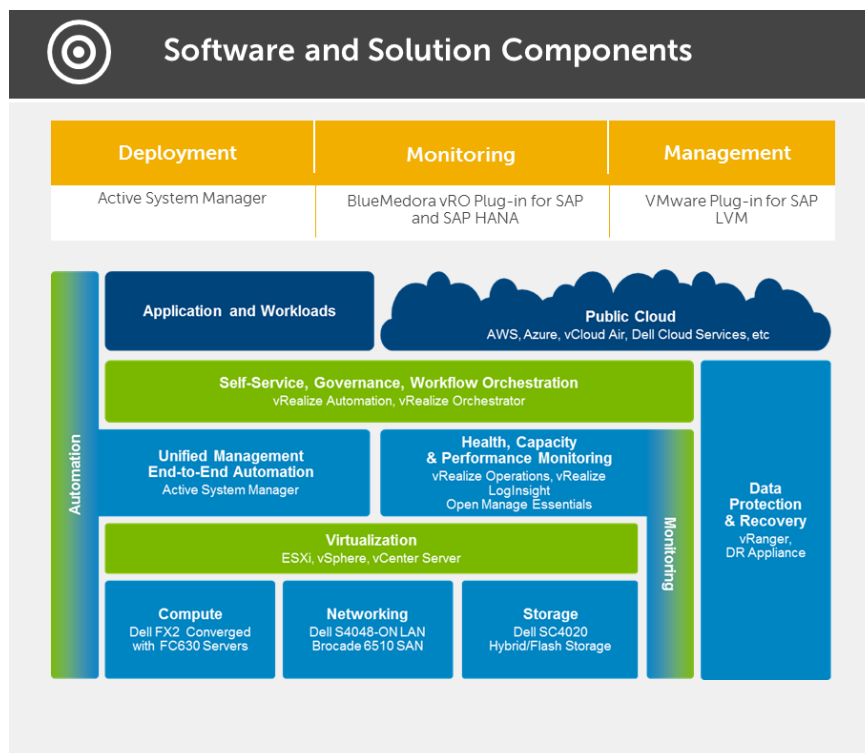 Software and Solution Components
Deployment
Monitoring
Management
Active System Manager
BlueMedora vRO Plug-in for SAP
and SAP HANA
VMware Plug-in for SAP
LVM
Automation
Application and Workloads
Public Cloud
AWS, Azure, vCloud Air, Dell Cloud Services, etc
Self-Service, Governance, Workflow Orchestration
vRealize Automation, vRealize Orchestrator
Unified Management
End-to-End Automation
Active System Manager
Health, Capacity
& Performance Monitoring
vRealize Operations, vRealize
LogInsight
Open Manage Essentials
Monitoring
Data
Protection
& Recovery
vRanger,
DR Appliance
Virtualization
ESXi, vSphere, vCenter Server
Compute
Dell FX2 Converged
with FC630 Servers
Networking
Dell S4048-ON LAN
Brocade 6510 SAN
Storage
Dell SC4020
Hybrid/Flash Storage